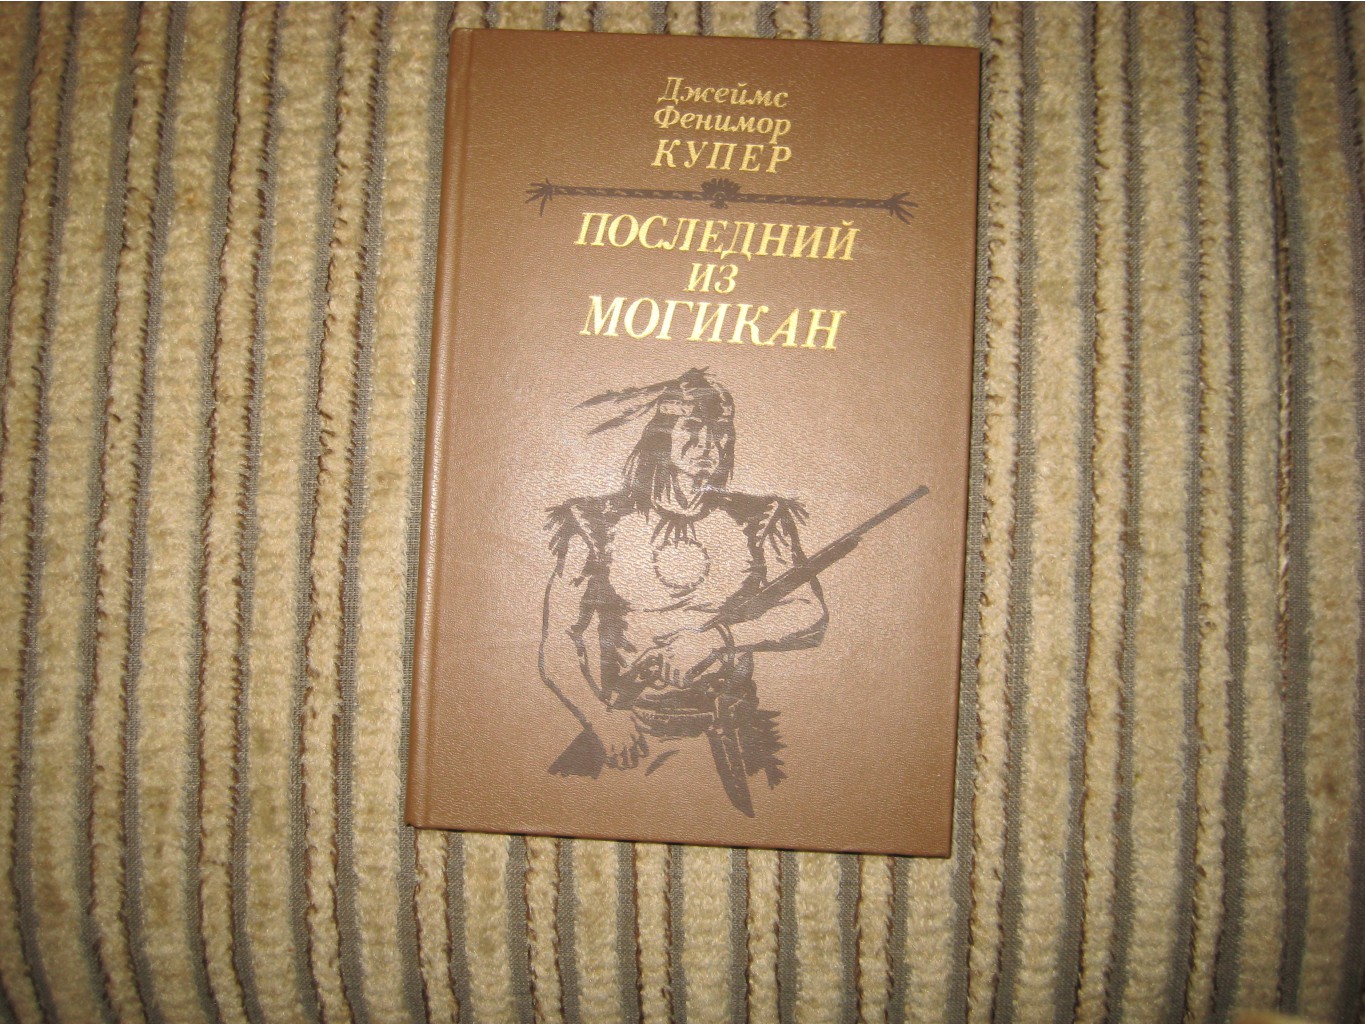 Джеймс
Фенимор
КУПЕР
ПОСЛЕДНИЙ
ИЗ
МОГИКАН